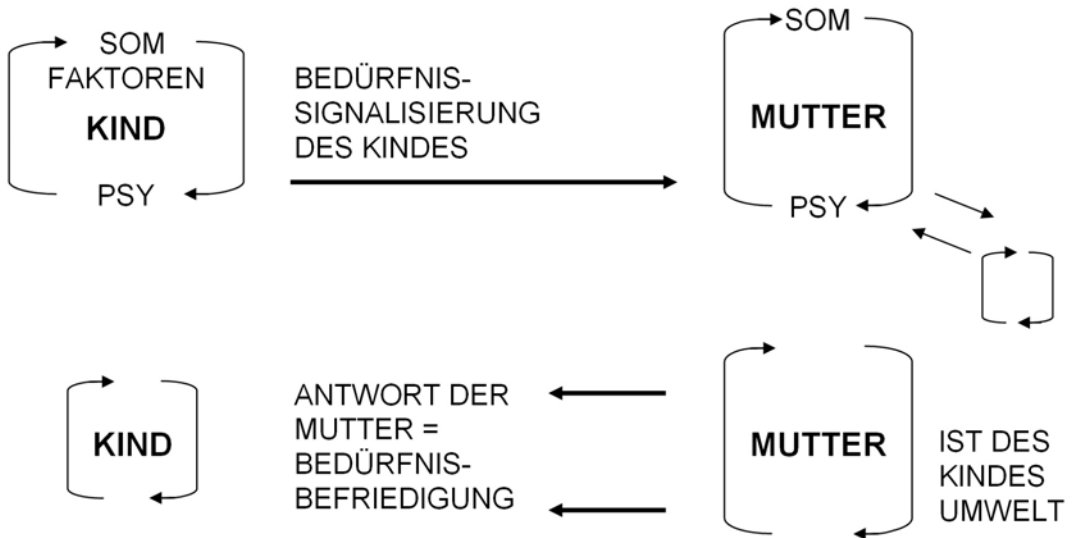 SOM
FAKTOREN
KIND
PSY
BEDÜRFNIS-
SIGNALISIERUNG
DES KINDES
SOM
MUTTER
PSY
KIND
ANTWORT DER
MUTTER =
BEDÜRFNIS-
BEFRIEDIGUNG
MUTTER
IST DES
KINDES
UMWELT